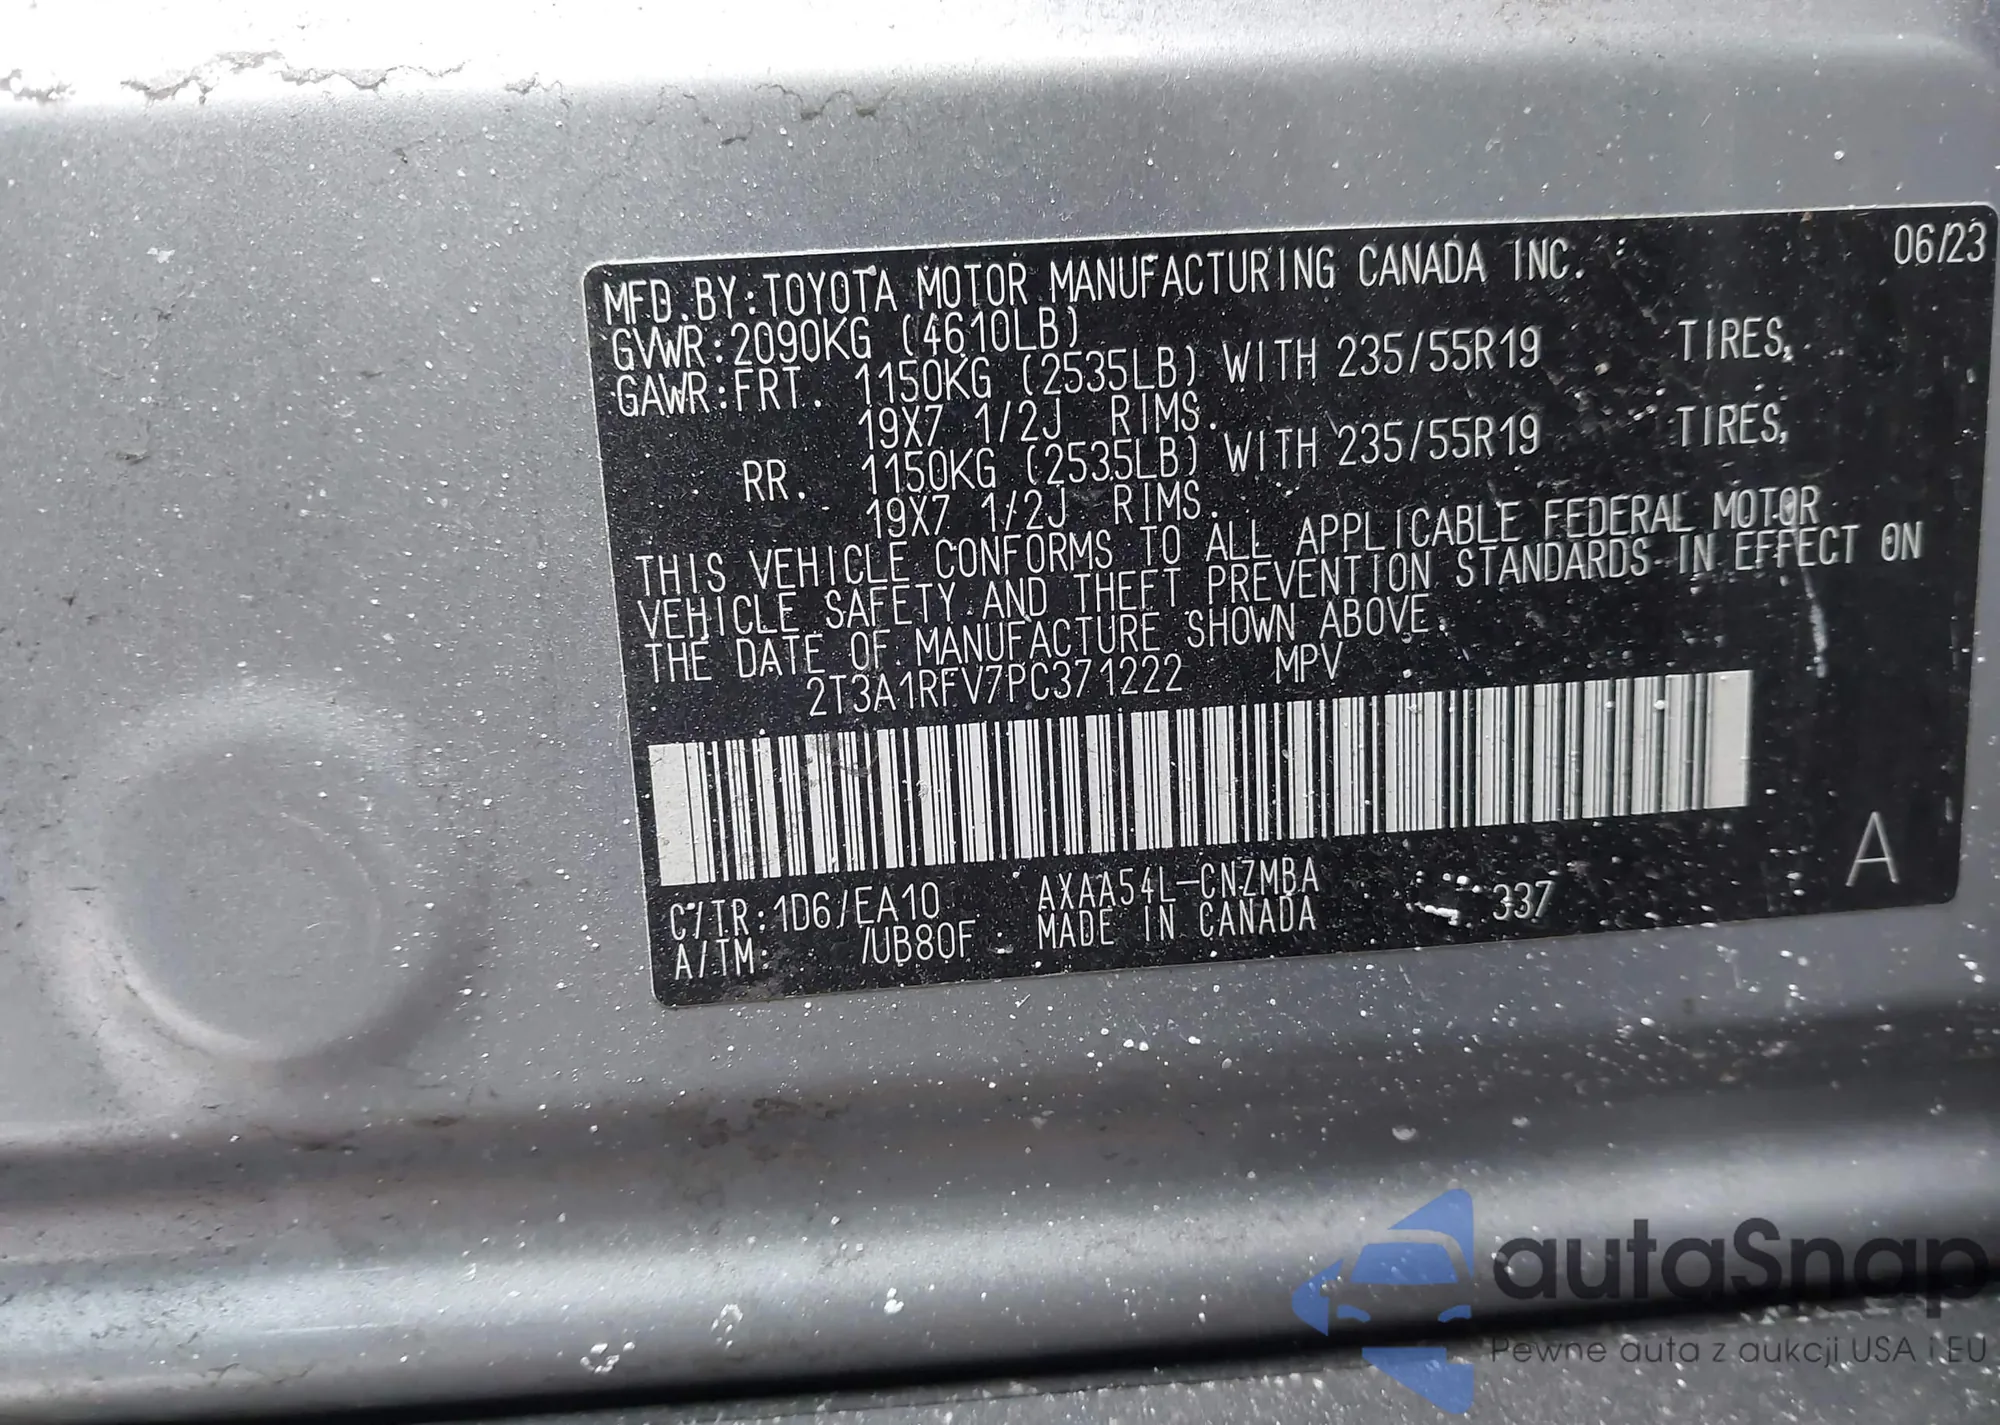 MFD.BY:TOYOTA MOTOR MANUFACTURING CANADA INC. 06/23
GVWR:2090KG (4610LB)
GAWR:FRT. 1150KG (2535LB) WITH 235/55R19 TIRES,
19X7 1/2J RIMS.
RR. 1150KG (2535LB) WITH 235/55R19 TIRES,
19X7 1/2J RIMS.
THIS VEHICLE CONFORMS TO ALL APPLICABLE FEDERAL MOTOR
VEHICLE SAFETY AND THEFT PREVENTION STANDARDS IN EFFECT ON
THE DATE OF MANUFACTURE SHOWN ABOVE.
2T3A1RFV7PC371222 MPV
C/TR:1D6/EA10 AXAA54L-CNZMBA 337 A
A/TM: /UB80F MADE IN CANADA
autaSnap
Pewne auta z aukcji USA i EU